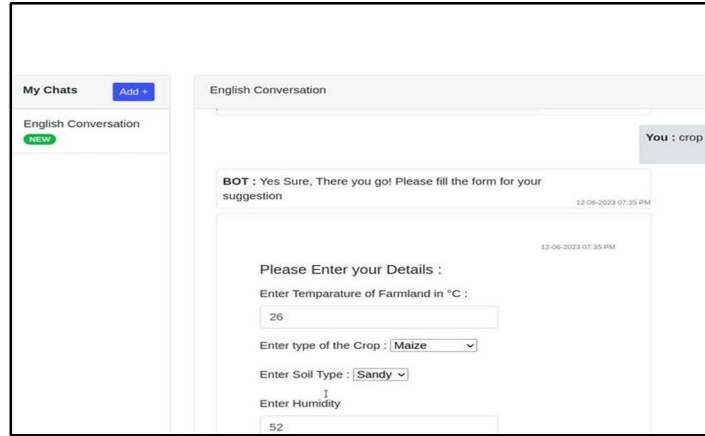 My Chats
Add +
English Conversation
English Conversation
NEW
You : crop
BOT : Yes Sure, There you go! Please fill the form for your
suggestion
12-06-2023 07:35 PM
12-06-2023 07:35 PM
Please Enter your Details :
Enter Temparature of Farmland in °C :
26
Enter type of the Crop : Maize
Enter Soil Type : Sandy
Enter Humidity
52